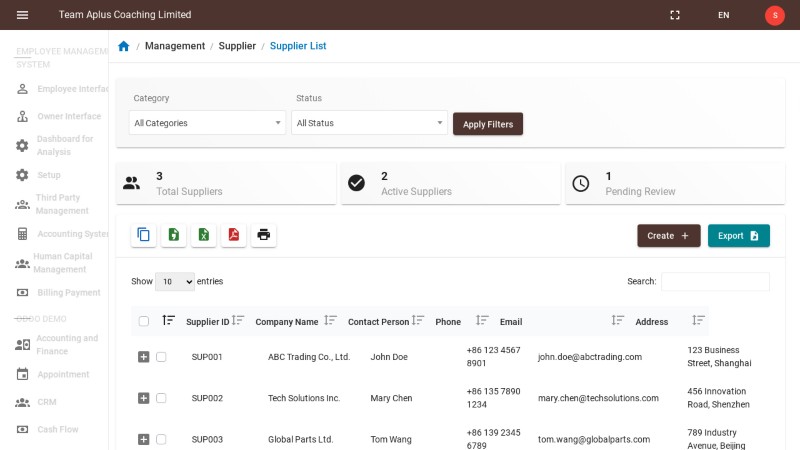 Team Aplus Coaching Limited
EN
S
EMPLOYEE MANAGEM
SYSTEM
Employee Interfac
Owner Interface
Dashboard for
Analysis
Setup
Third Party
Management
Accounting System
Human Capital
Management
Billing Payment
DEMO
Accounting and
Finance
Appointment
CRM
Cash Flow
/ Management / Supplier / Supplier List
Category
Status
All Categories
All Status
Apply Filters
3
Total Suppliers
2
Active Suppliers
1
Pending Review
Create +
Export
Show 10 entries
Search:
Supplier ID Company Name Contact Person Phone Email Address
SUP001 ABC Trading Co., Ltd. John Doe +86 123 4567 8901 john.doe@abctrading.com 123 Business Street, Shanghai
SUP002 Tech Solutions Inc. Mary Chen +86 135 7890 1234 mary.chen@techsolutions.com 456 Innovation Road, Shenzhen
SUP003 Global Parts Ltd. Tom Wang +86 139 2345 6789 tom.wang@globalparts.com 789 Industry Avenue, Beijing